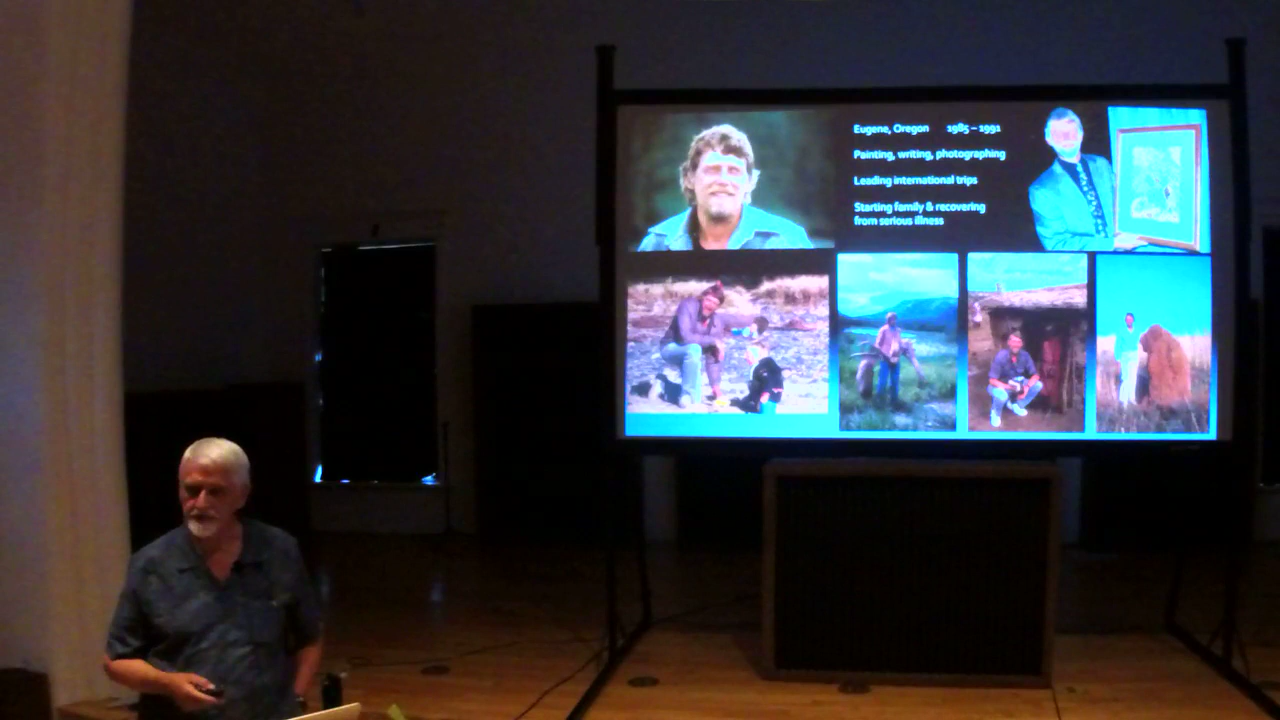 Eugene, Oregon 1985 – 1991
Painting, writing, photographing
Leading international trips
Starting family & recovering
from serious illness